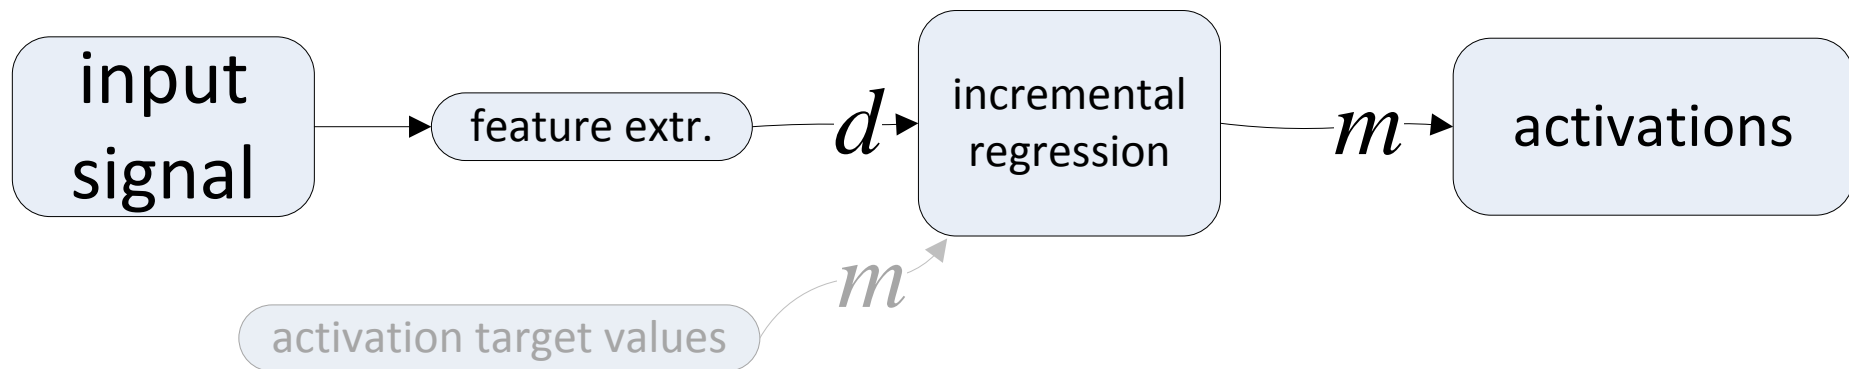 input
signal
feature extr.
d
incremental
regression
m
activations
m
activation target values